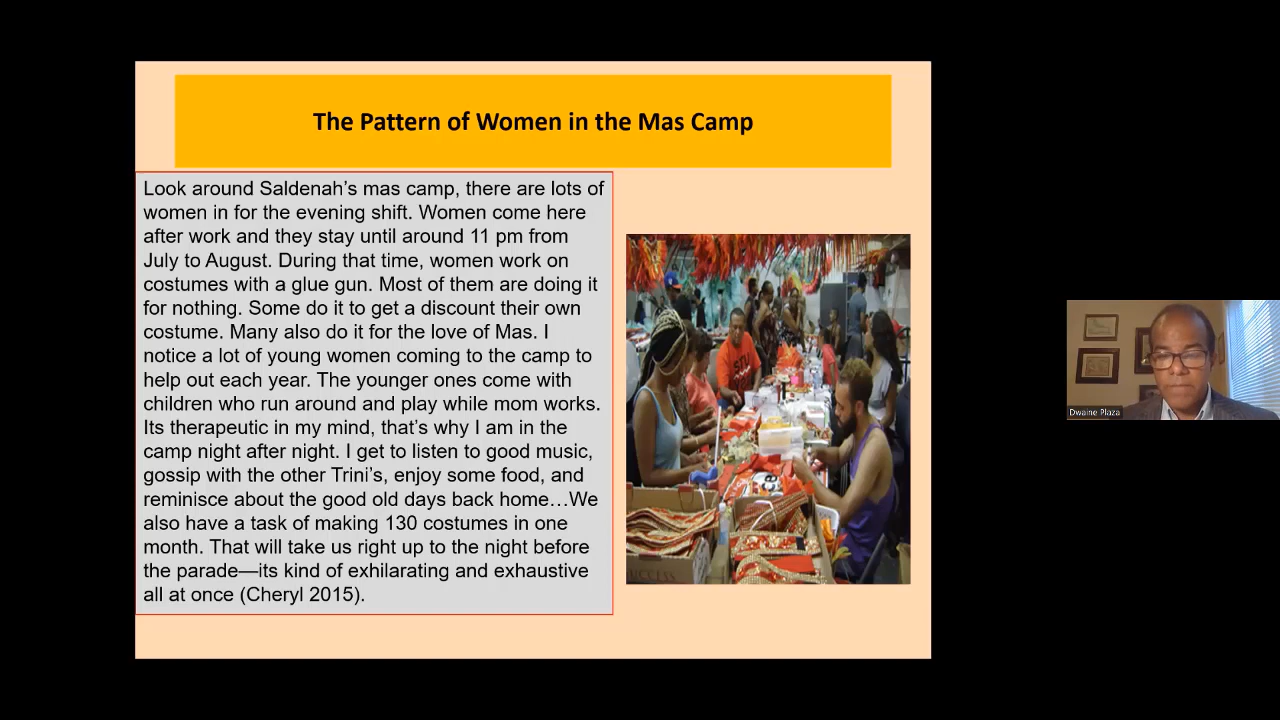 The Pattern of Women in the Mas Camp
Look around Saldenah’s mas camp, there are lots of
women in for the evening shift. Women come here
after work and they stay until around 11 pm from
July to August. During that time, women work on
costumes with a glue gun. Most of them are doing it
for nothing. Some do it to get a discount their own
costume. Many also do it for the love of Mas. I
notice a lot of young women coming to the camp to
help out each year. The younger ones come with
children who run around and play while mom works.
Its therapeutic in my mind, that’s why I am in the
camp night after night. I get to listen to good music,
gossip with the other Trini’s, enjoy some food, and
reminisce about the good old days back home…We
also have a task of making 130 costumes in one
month. That will take us right up to the night before
the parade—its kind of exhilarating and exhaustive
all at once (Cheryl 2015).
Dwaine Plaza